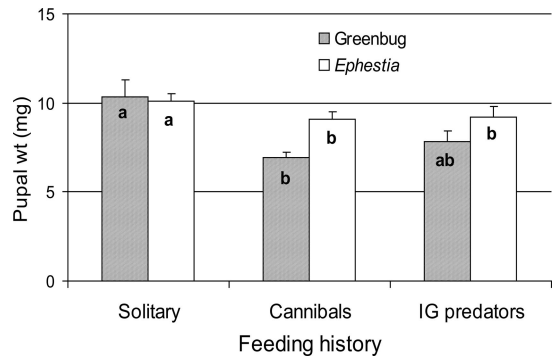 15
10
5
0
Pupal wt (mg)
Greenbug
Ephestia
a
a
b
b
ab
b
Solitary
Cannibals
IG predators
Feeding history